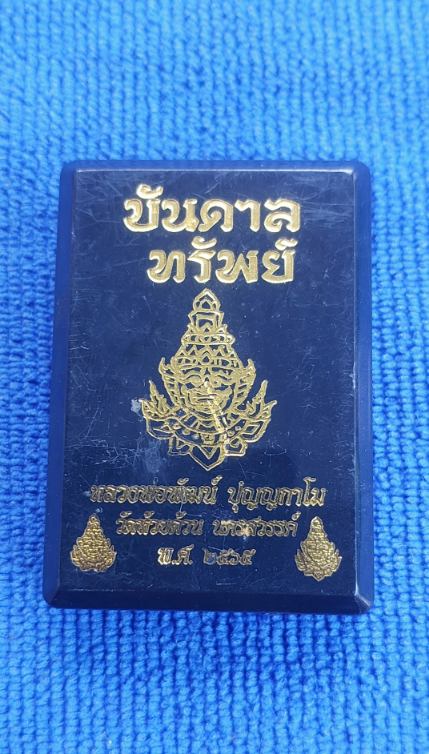 บันดาล
ทรัพย์
หลวงพ่อพัฒน์ ปุญญกาโม
วัดห้วยด้วน นครสวรรค์
พ.ศ. ๒๕๖๕